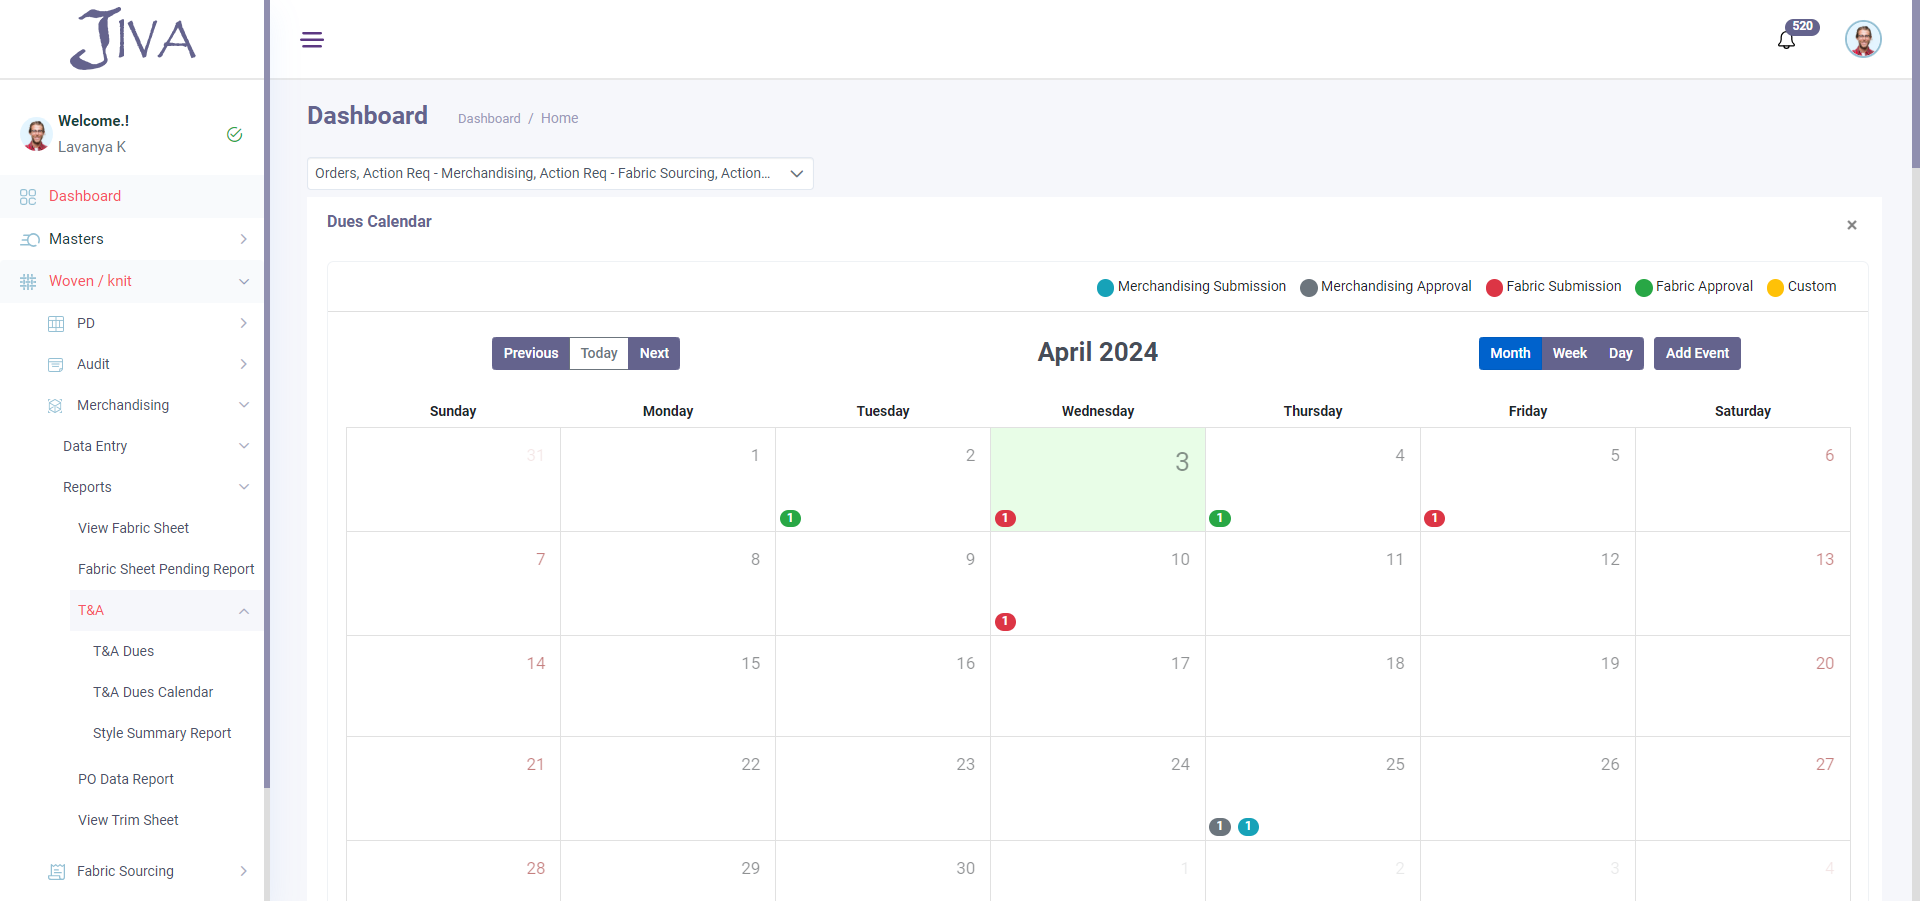 JIVA
520
Welcome.!
Lavanya K
Dashboard
Masters
Woven / knit
PD
Audit
Merchandising
Data Entry
Reports
View Fabric Sheet
Fabric Sheet Pending Report
T&A
T&A Dues
T&A Dues Calendar
Style Summary Report
PO Data Report
View Trim Sheet
Fabric Sourcing
Dashboard
Dashboard / Home
Orders, Action Req - Merchandising, Action Req - Fabric Sourcing, Action...
Dues Calendar
×
Merchandising Submission Merchandising Approval Fabric Submission Fabric Approval Custom
Previous Today Next
April 2024
Month Week Day Add Event
Sunday Monday Tuesday Wednesday Thursday Friday Saturday
31 1 2 3 4 5 6
1 1 1 1
7 8 9 10 11 12 13
1
14 15 16 17 18 19 20
21 22 23 24 25 26 27
1 1
28 29 30 1 2 3 4